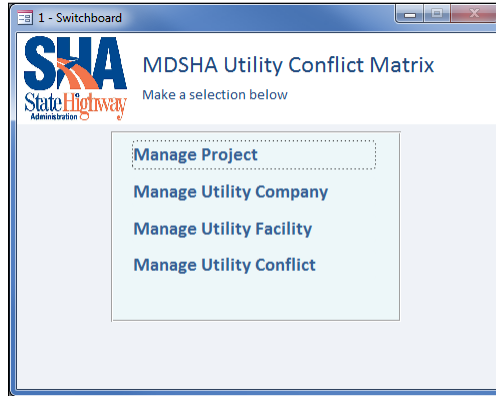 1 - Switchboard
SHA
State Highway
Administration
MDSHA Utility Conflict Matrix
Make a selection below
Manage Project
Manage Utility Company
Manage Utility Facility
Manage Utility Conflict